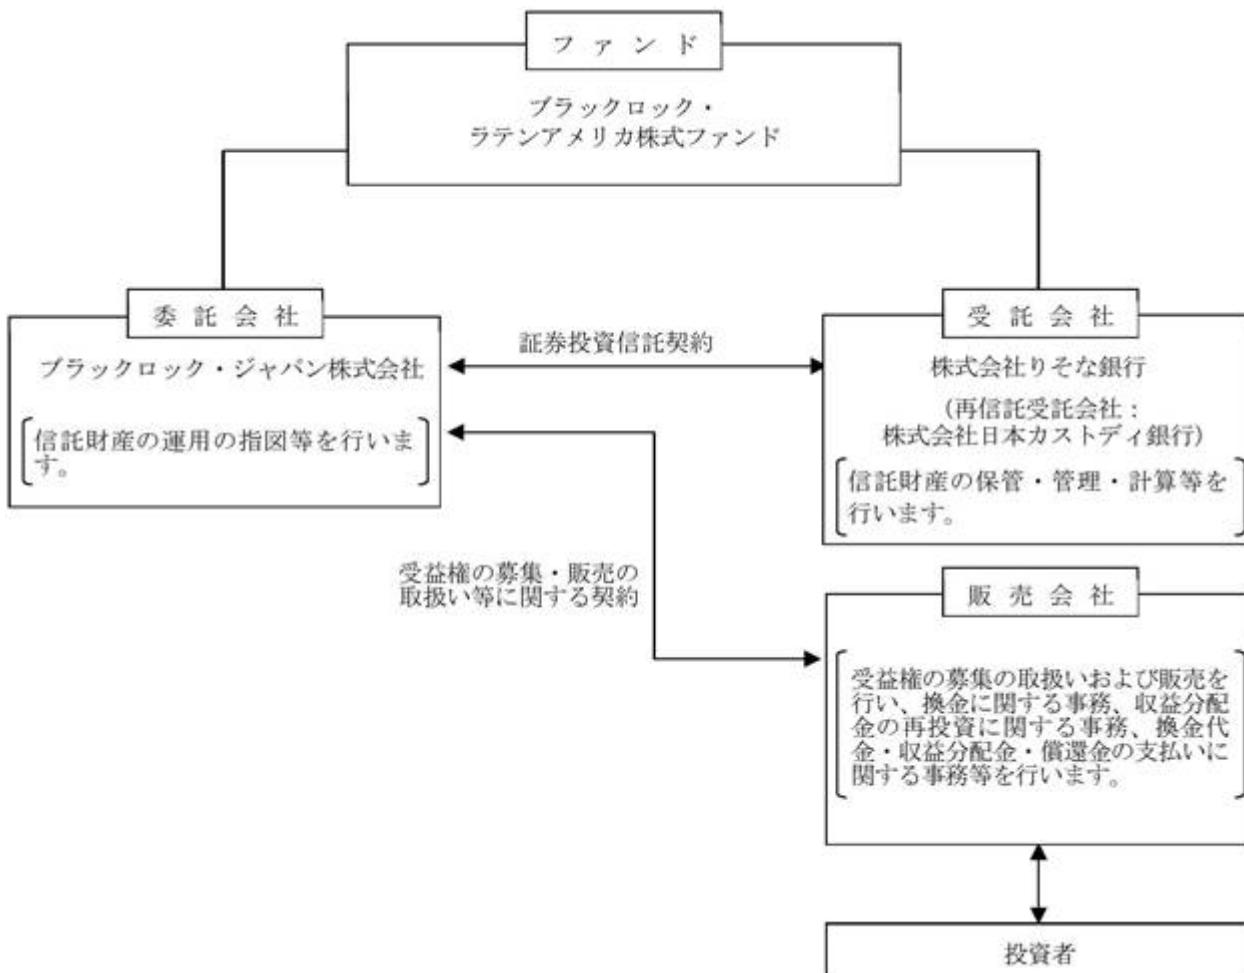 ファンド
ブラックロック・
ラテンアメリカ株式ファンド
委託会社
ブラックロック・ジャパン株式会社
信託財産の運用の指図等を行いま
す。
証券投資信託契約
受託会社
株式会社りそな銀行
(再信託受託会社：
株式会社日本カストディ銀行)
信託財産の保管・管理・計算等を
行います。
受益権の募集・販売の
取扱い等に関する契約
販売会社
受益権の募集の取扱いおよび販売を
行い、換金に関する事務、収益分配
金の再投資に関する事務、換金代
金・収益分配金・償還金の支払いに
関する事務等を行います。
投資者